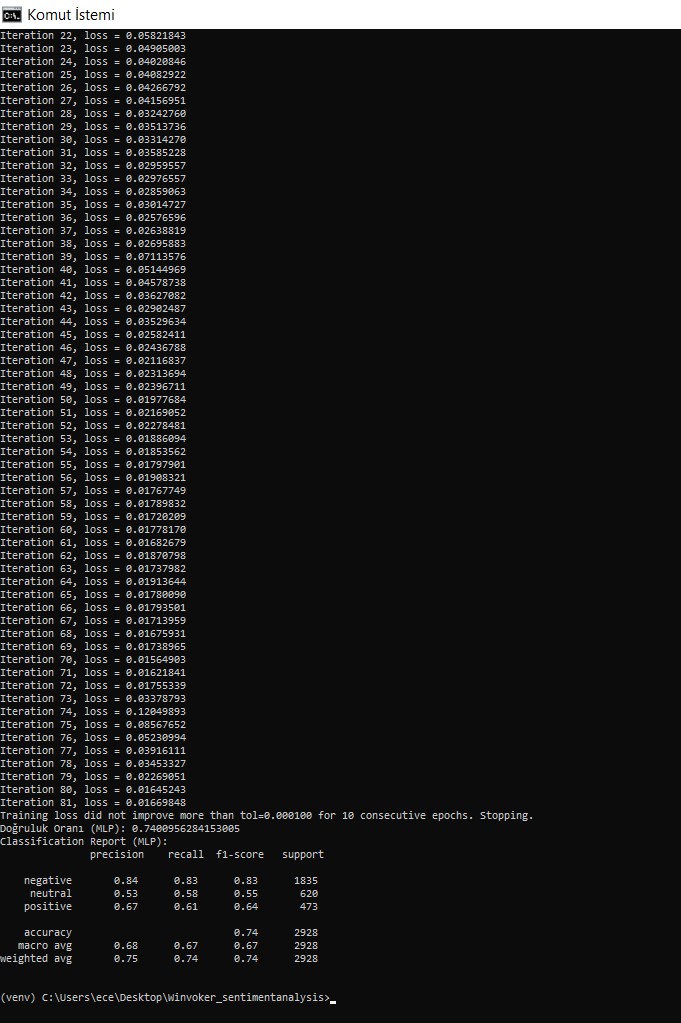 Komut İstemi
Iteration 22, loss = 0.05821843
Iteration 23, loss = 0.04905003
Iteration 24, loss = 0.04020846
Iteration 25, loss = 0.04082922
Iteration 26, loss = 0.04266792
Iteration 27, loss = 0.04156951
Iteration 28, loss = 0.03242760
Iteration 29, loss = 0.03513736
Iteration 30, loss = 0.03314270
Iteration 31, loss = 0.03585228
Iteration 32, loss = 0.02959557
Iteration 33, loss = 0.02976557
Iteration 34, loss = 0.02859063
Iteration 35, loss = 0.03014727
Iteration 36, loss = 0.02576596
Iteration 37, loss = 0.02638819
Iteration 38, loss = 0.02695883
Iteration 39, loss = 0.07113576
Iteration 40, loss = 0.05144969
Iteration 41, loss = 0.04578738
Iteration 42, loss = 0.03627082
Iteration 43, loss = 0.02902487
Iteration 44, loss = 0.03529634
Iteration 45, loss = 0.02582411
Iteration 46, loss = 0.02436788
Iteration 47, loss = 0.02116837
Iteration 48, loss = 0.02313694
Iteration 49, loss = 0.02396711
Iteration 50, loss = 0.01977684
Iteration 51, loss = 0.02169052
Iteration 52, loss = 0.02278481
Iteration 53, loss = 0.01886094
Iteration 54, loss = 0.01853562
Iteration 55, loss = 0.01797901
Iteration 56, loss = 0.01908321
Iteration 57, loss = 0.01767749
Iteration 58, loss = 0.01789832
Iteration 59, loss = 0.01720209
Iteration 60, loss = 0.01778170
Iteration 61, loss = 0.01682679
Iteration 62, loss = 0.01870798
Iteration 63, loss = 0.01737982
Iteration 64, loss = 0.01913644
Iteration 65, loss = 0.01780090
Iteration 66, loss = 0.01793501
Iteration 67, loss = 0.01713959
Iteration 68, loss = 0.01675931
Iteration 69, loss = 0.01738965
Iteration 70, loss = 0.01564903
Iteration 71, loss = 0.01621841
Iteration 72, loss = 0.01755339
Iteration 73, loss = 0.03378793
Iteration 74, loss = 0.12049893
Iteration 75, loss = 0.08567652
Iteration 76, loss = 0.05230994
Iteration 77, loss = 0.03916111
Iteration 78, loss = 0.03453327
Iteration 79, loss = 0.02269051
Iteration 80, loss = 0.01645243
Iteration 81, loss = 0.01669848
Training loss did not improve more than tol=0.000100 for 10 consecutive epochs. Stopping.
Doğruluk Oranı (MLP): 0.7400956284153005
Classification Report (MLP):
precision recall f1-score support
negative 0.84 0.83 0.83 1835
neutral 0.53 0.58 0.55 620
positive 0.67 0.61 0.64 473
accuracy 0.74 2928
macro avg 0.68 0.67 0.67 2928
weighted avg 0.75 0.74 0.74 2928
(venv) C:\Users\ece\Desktop\Winvoker_sentimentanalysis>